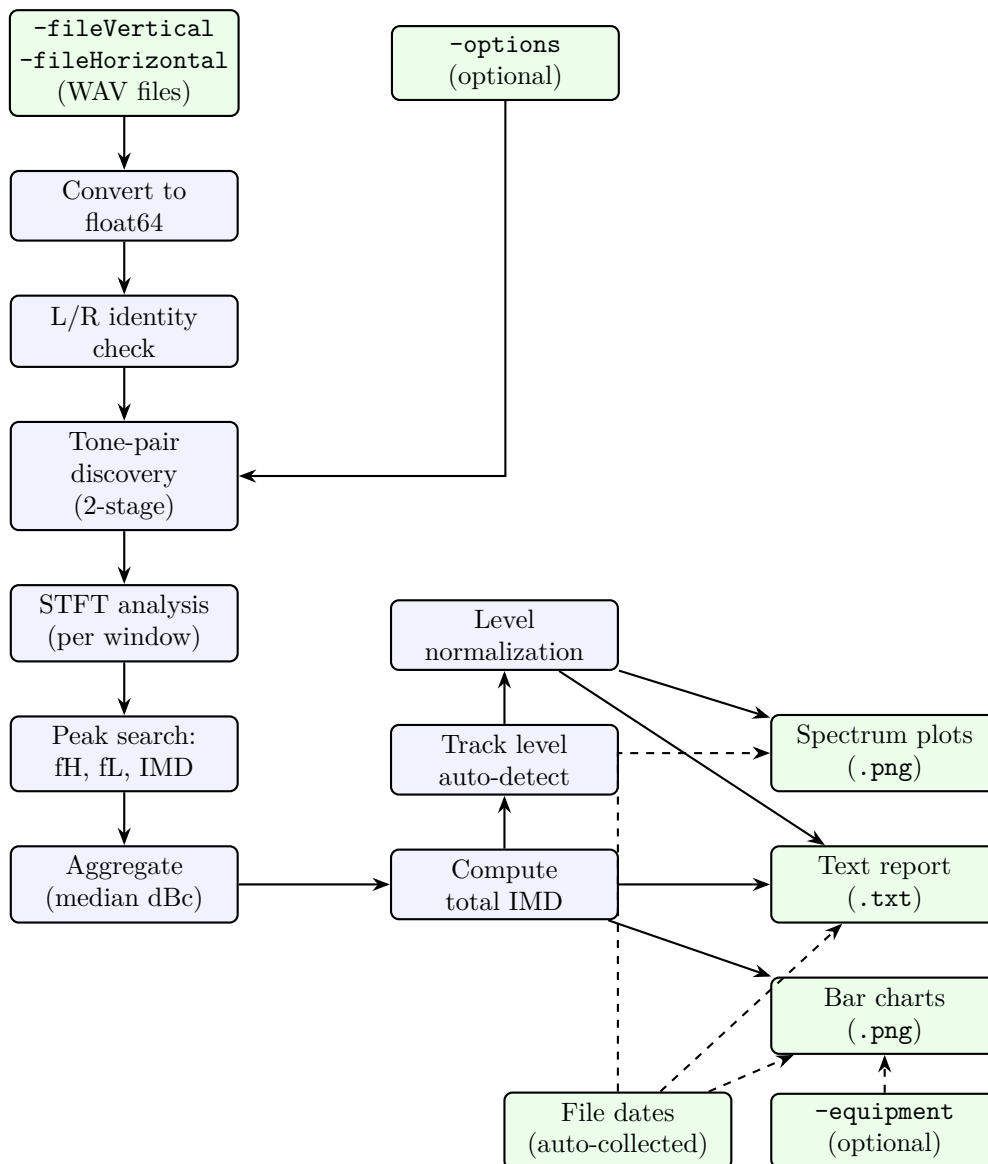 -fileVertical
-fileHorizontal
(WAV files)
-options
(optional)
Convert to
float64
L/R identity
check
Tone-pair
discovery
(2-stage)
STFT analysis
(per window)
Peak search:
fH, fL, IMD
Aggregate
(median dBc)
Level
normalization
Track level
auto-detect
Compute
total IMD
Spectrum plots
(.png)
Text report
(.txt)
Bar charts
(.png)
File dates
(auto-collected)
-equipment
(optional)